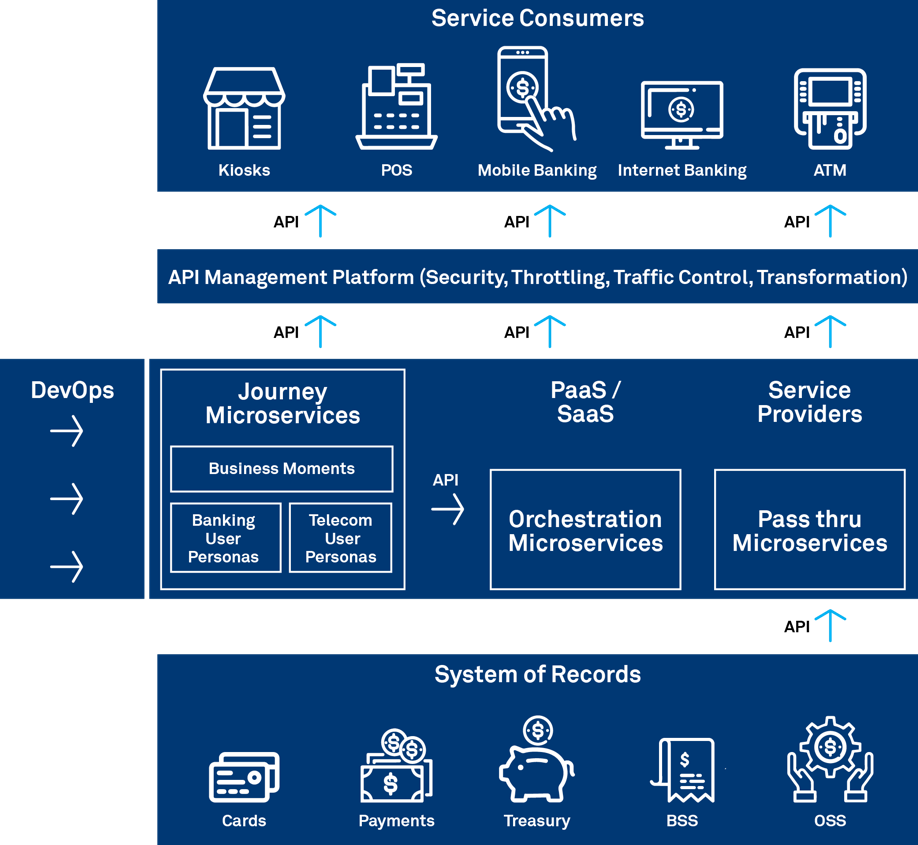 Service Consumers
Kiosks
POS
Mobile Banking
Internet Banking
ATM
API
API
API
API Management Platform (Security, Throttling, Traffic Control, Transformation)
API
API
API
DevOps
Journey
Microservices
Business Moments
Banking
User
Personas
Telecom
User
Personas
API
PaaS /
SaaS
Orchestration
Microservices
Service
Providers
Pass thru
Microservices
API
System of Records
Cards
Payments
Treasury
BSS
OSS